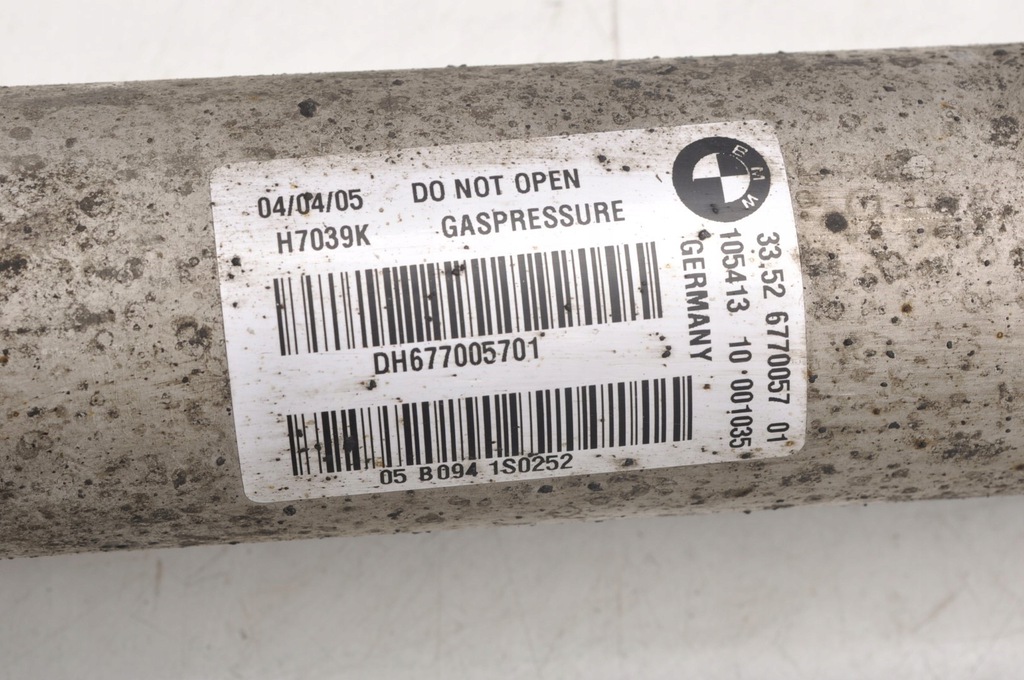 04/04/05 DO NOT OPEN
H7039K GASPRESSURE
DH677005701
05 B094 1S0252
BMW
33.52 6770057 01
105413 10 001035
GERMANY